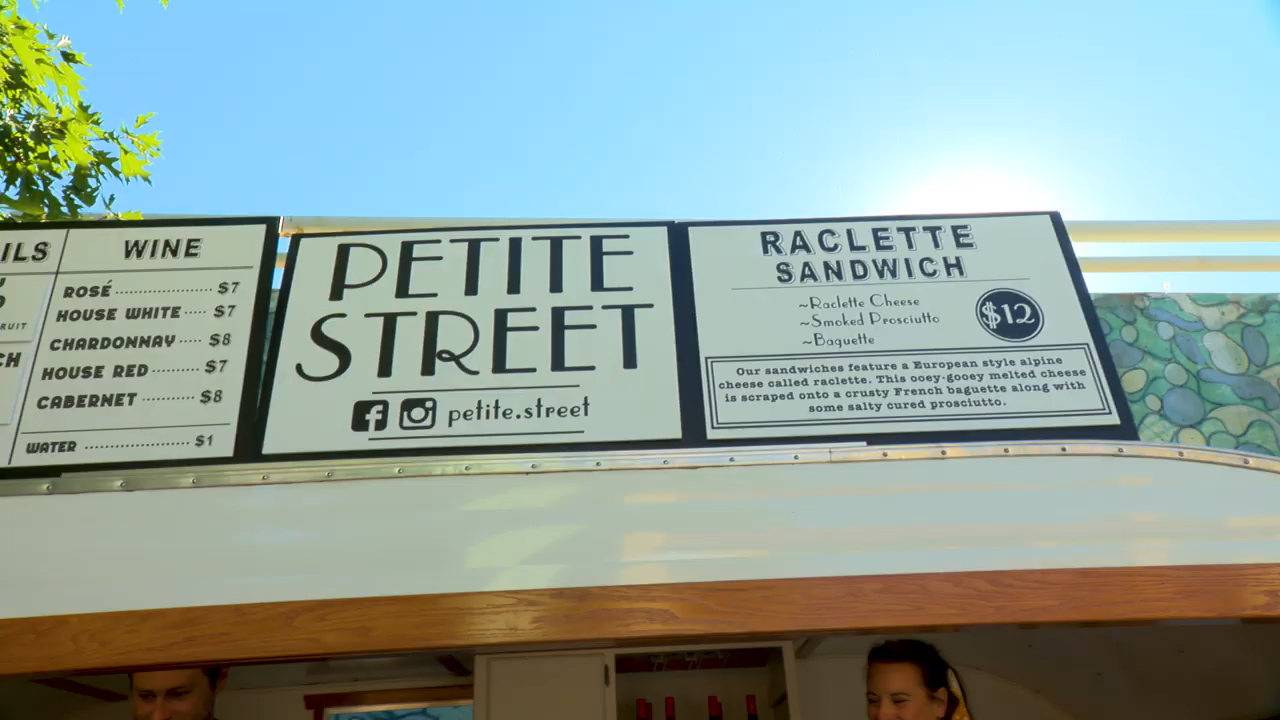 ILS
RUIT
CH
WINE
ROSÉ $7
HOUSE WHITE $7
CHARDONNAY $8
HOUSE RED $7
CABERNET $8
WATER $1
PETITE
STREET
petite.street
RACLETTE
SANDWICH
~Raclette Cheese
~Smoked Prosciutto
~Baguette
$12
Our sandwiches feature a European style alpine
cheese called raclette. This ooey-gooey melted cheese
is scraped onto a crusty French baguette along with
some salty cured prosciutto.